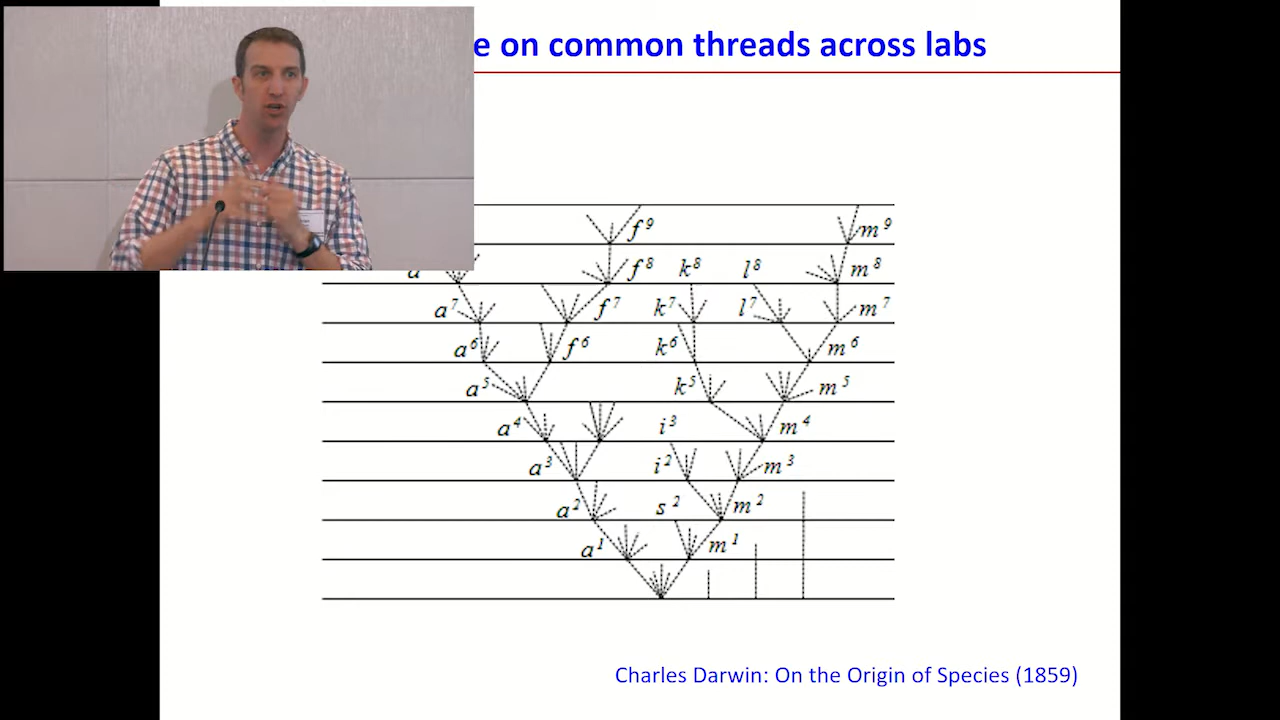 e on common threads across labs
f 9 m 9
a f 8 k 8 l 8 m 8
a 7 f 7 k 7 l 7 m 7
a 6 f 6 k 6 m 6
a 5 k 5 m 5
a 4 i 3 m 4
a 3 i 2 m 3
a 2 s 2 m 2
a 1 m 1
Charles Darwin: On the Origin of Species (1859)